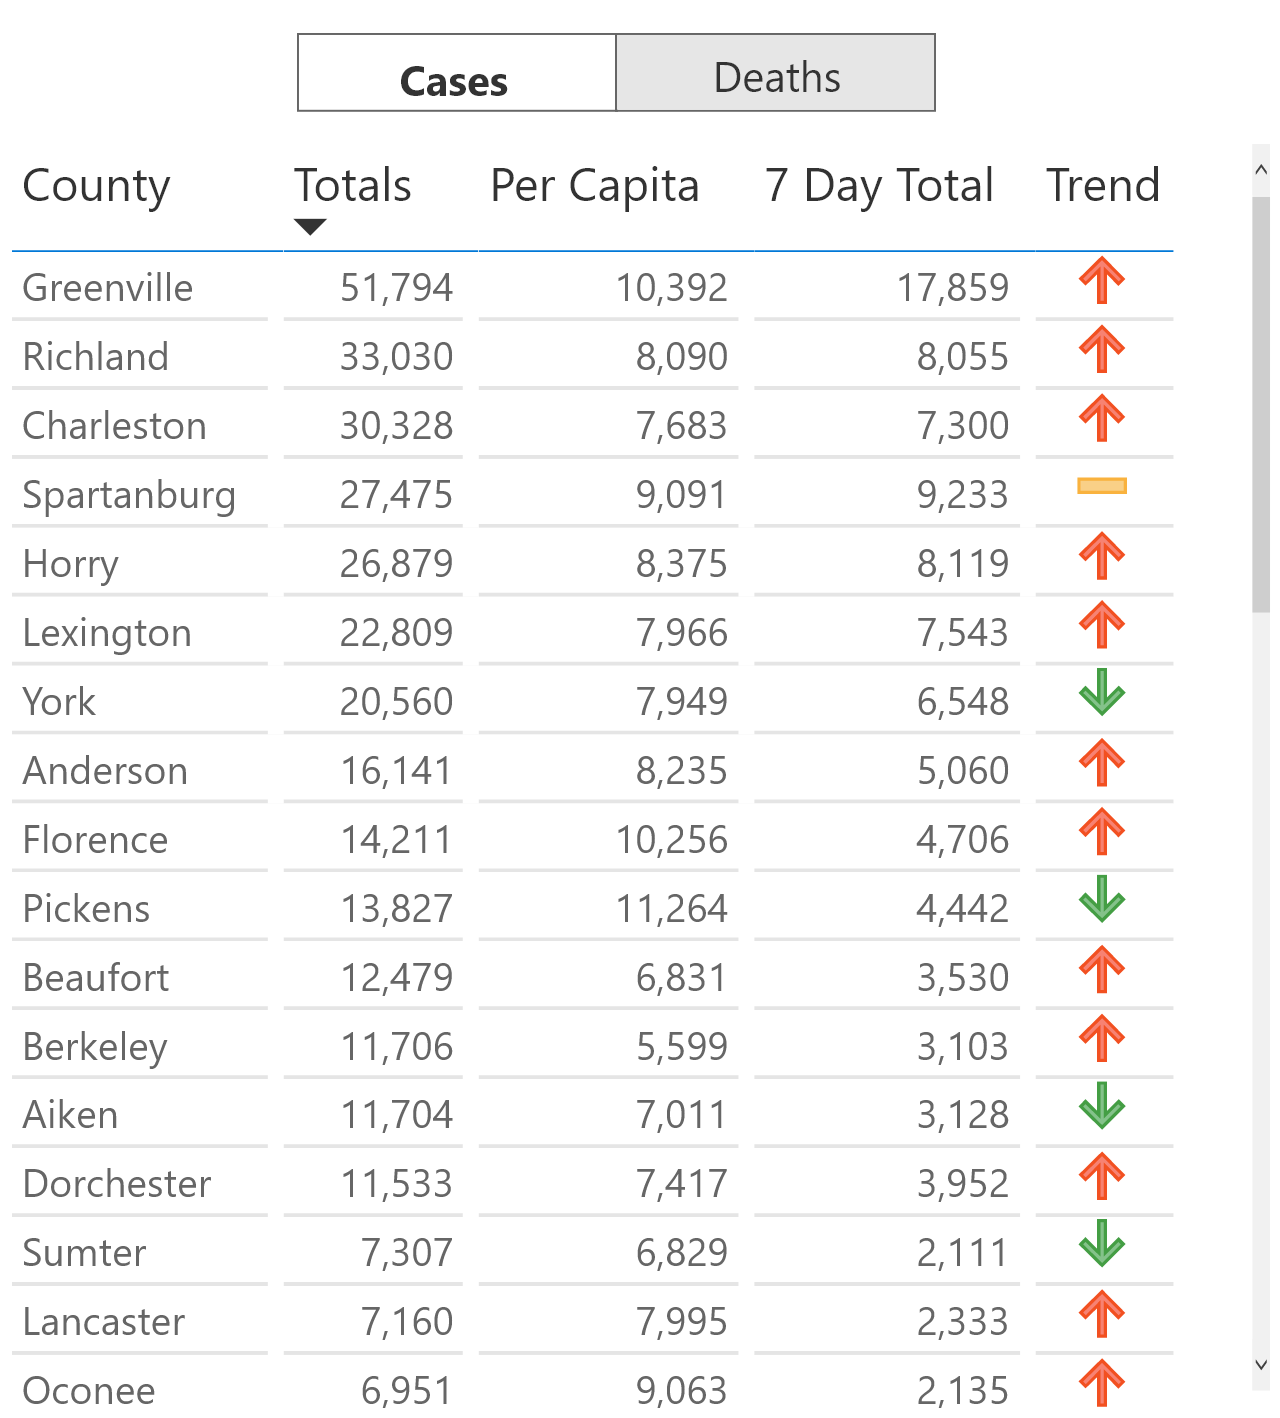 Cases Deaths
County Totals Per Capita 7 Day Total Trend
Greenville 51,794 10,392 17,859
Richland 33,030 8,090 8,055
Charleston 30,328 7,683 7,300
Spartanburg 27,475 9,091 9,233
Horry 26,879 8,375 8,119
Lexington 22,809 7,966 7,543
York 20,560 7,949 6,548
Anderson 16,141 8,235 5,060
Florence 14,211 10,256 4,706
Pickens 13,827 11,264 4,442
Beaufort 12,479 6,831 3,530
Berkeley 11,706 5,599 3,103
Aiken 11,704 7,011 3,128
Dorchester 11,533 7,417 3,952
Sumter 7,307 6,829 2,111
Lancaster 7,160 7,995 2,333
Oconee 6,951 9,063 2,135